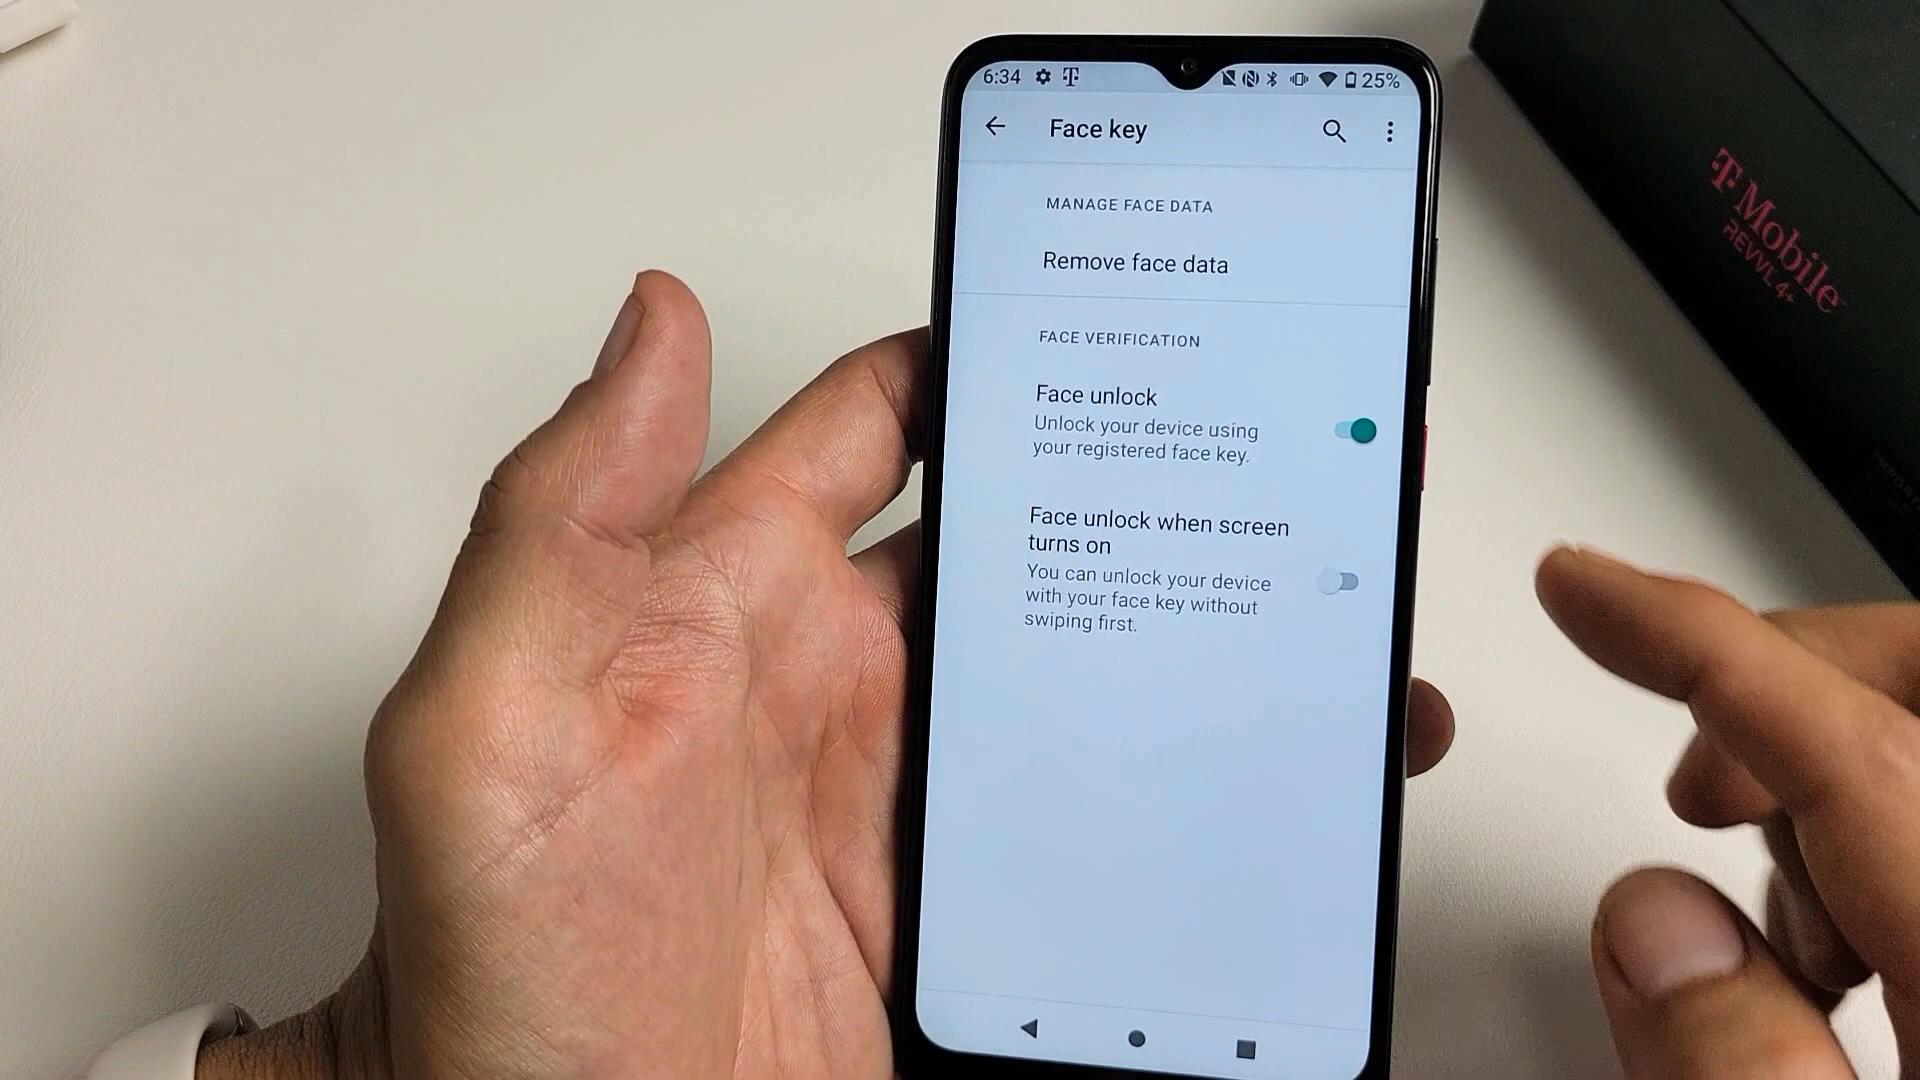 6:34 25%
Face key
MANAGE FACE DATA
Remove face data
FACE VERIFICATION
Face unlock
Unlock your device using
your registered face key.
Face unlock when screen
turns on
You can unlock your device
with your face key without
swiping first.
T Mobile
REVVL 4+